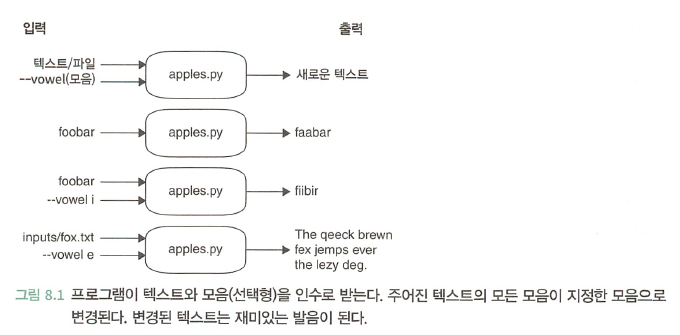 입력
출력
텍스트/파일
--vowel(모음)
apples.py
새로운 텍스트
foobar
apples.py
faabar
foobar
--vowel i
apples.py
fiibir
inputs/fox.txt
--vowel e
apples.py
The qeeck brewn
fex jemps ever
the lezy deg.
그림 8.1 프로그램이 텍스트와 모음(선택형)을 인수로 받는다. 주어진 텍스트의 모든 모음이 지정한 모음으로
변경된다. 변경된 텍스트는 재미있는 발음이 된다.